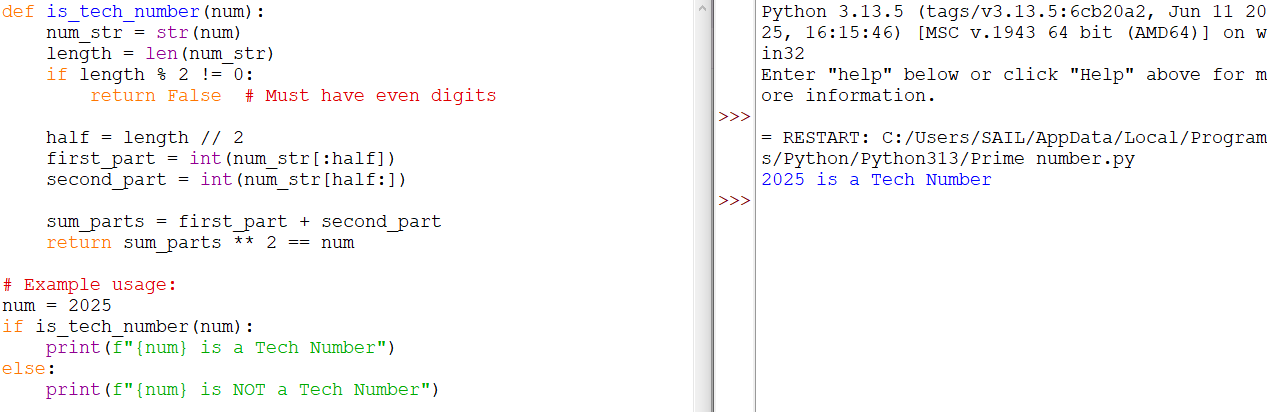 def is_tech_number(num):
    num_str = str(num)
    length = len(num_str)
    if length % 2 != 0:
        return False  # Must have even digits

    half = length // 2
    first_part = int(num_str[:half])
    second_part = int(num_str[half:])

    sum_parts = first_part + second_part
    return sum_parts ** 2 == num

# Example usage:
num = 2025
if is_tech_number(num):
    print(f"{num} is a Tech Number")
else:
    print(f"{num} is NOT a Tech Number")
Python 3.13.5 (tags/v3.13.5:6cb20a2, Jun 11 20
25, 16:15:46) [MSC v.1943 64 bit (AMD64)] on w
in32
Enter "help" below or click "Help" above for m
ore information.
>>>
= RESTART: C:/Users/SAIL/AppData/Local/Program
s/Python/Python313/Prime number.py
2025 is a Tech Number
>>>